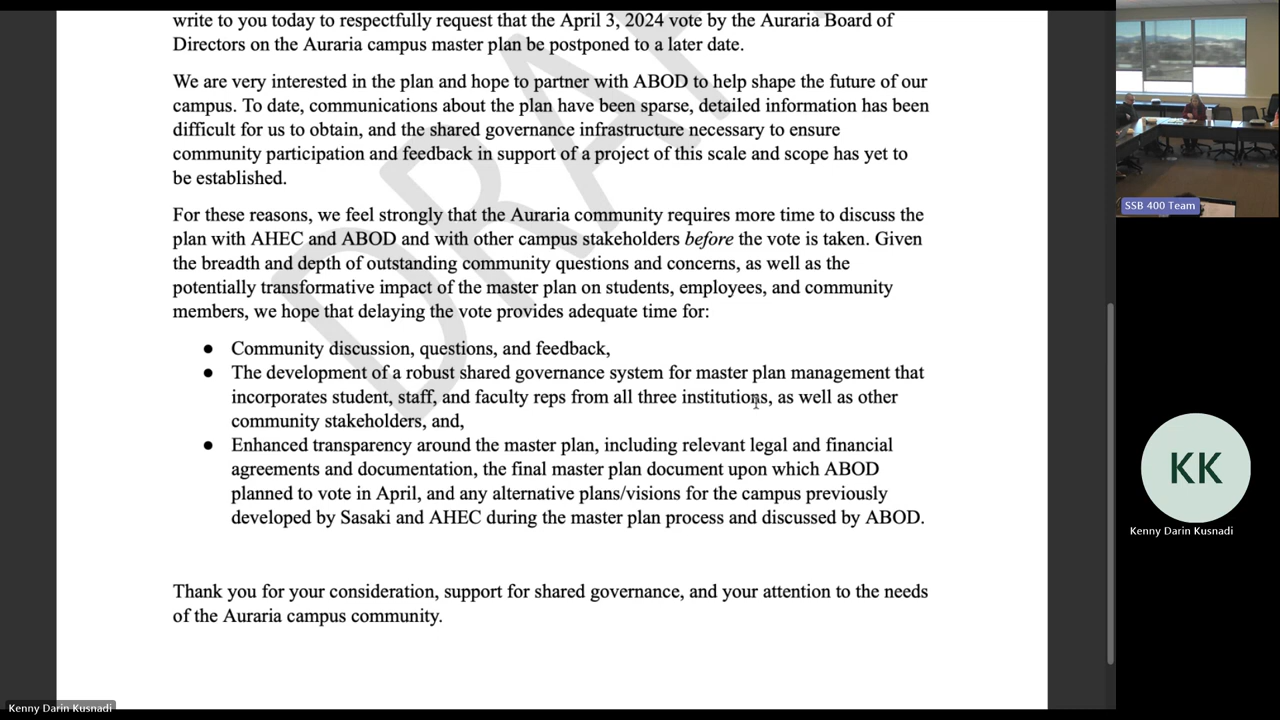 write to you today to respectfully request that the April 3, 2024 vote by the Auraria Board of
Directors on the Auraria campus master plan be postponed to a later date.
We are very interested in the plan and hope to partner with ABOD to help shape the future of our
campus. To date, communications about the plan have been sparse, detailed information has been
difficult for us to obtain, and the shared governance infrastructure necessary to ensure
community participation and feedback in support of a project of this scale and scope has yet to
be established.
For these reasons, we feel strongly that the Auraria community requires more time to discuss the
plan with AHEC and ABOD and with other campus stakeholders before the vote is taken. Given
the breadth and depth of outstanding community questions and concerns, as well as the
potentially transformative impact of the master plan on students, employees, and community
members, we hope that delaying the vote provides adequate time for:
● Community discussion, questions, and feedback,
● The development of a robust shared governance system for master plan management that
incorporates student, staff, and faculty reps from all three institutions, as well as other
community stakeholders, and,
● Enhanced transparency around the master plan, including relevant legal and financial
agreements and documentation, the final master plan document upon which ABOD
planned to vote in April, and any alternative plans/visions for the campus previously
developed by Sasaki and AHEC during the master plan process and discussed by ABOD.
Thank you for your consideration, support for shared governance, and your attention to the needs
of the Auraria campus community.
DRA
SSB 400 Team
KK
Kenny Darin Kusnadi
Kenny Darin Kusnadi